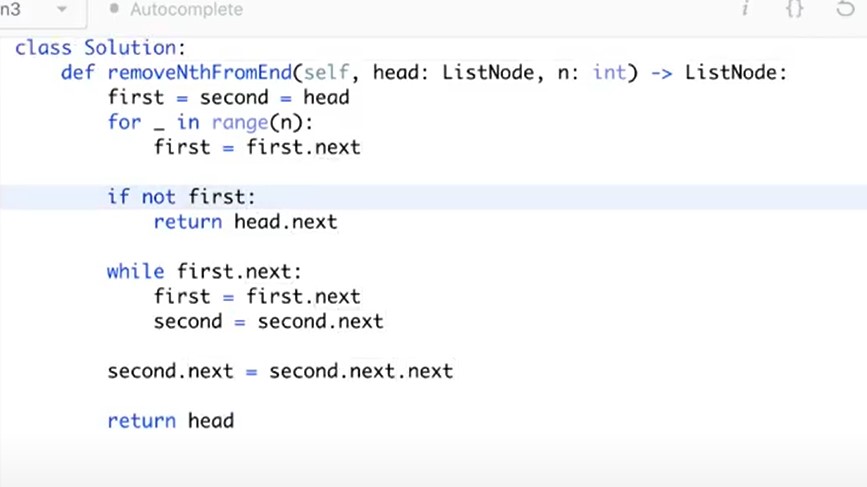 n3 Autocomplete i {}
class Solution:
    def removeNthFromEnd(self, head: ListNode, n: int) -> ListNode:
        first = second = head
        for _ in range(n):
            first = first.next

        if not first:
            return head.next

        while first.next:
            first = first.next
            second = second.next

        second.next = second.next.next

        return head